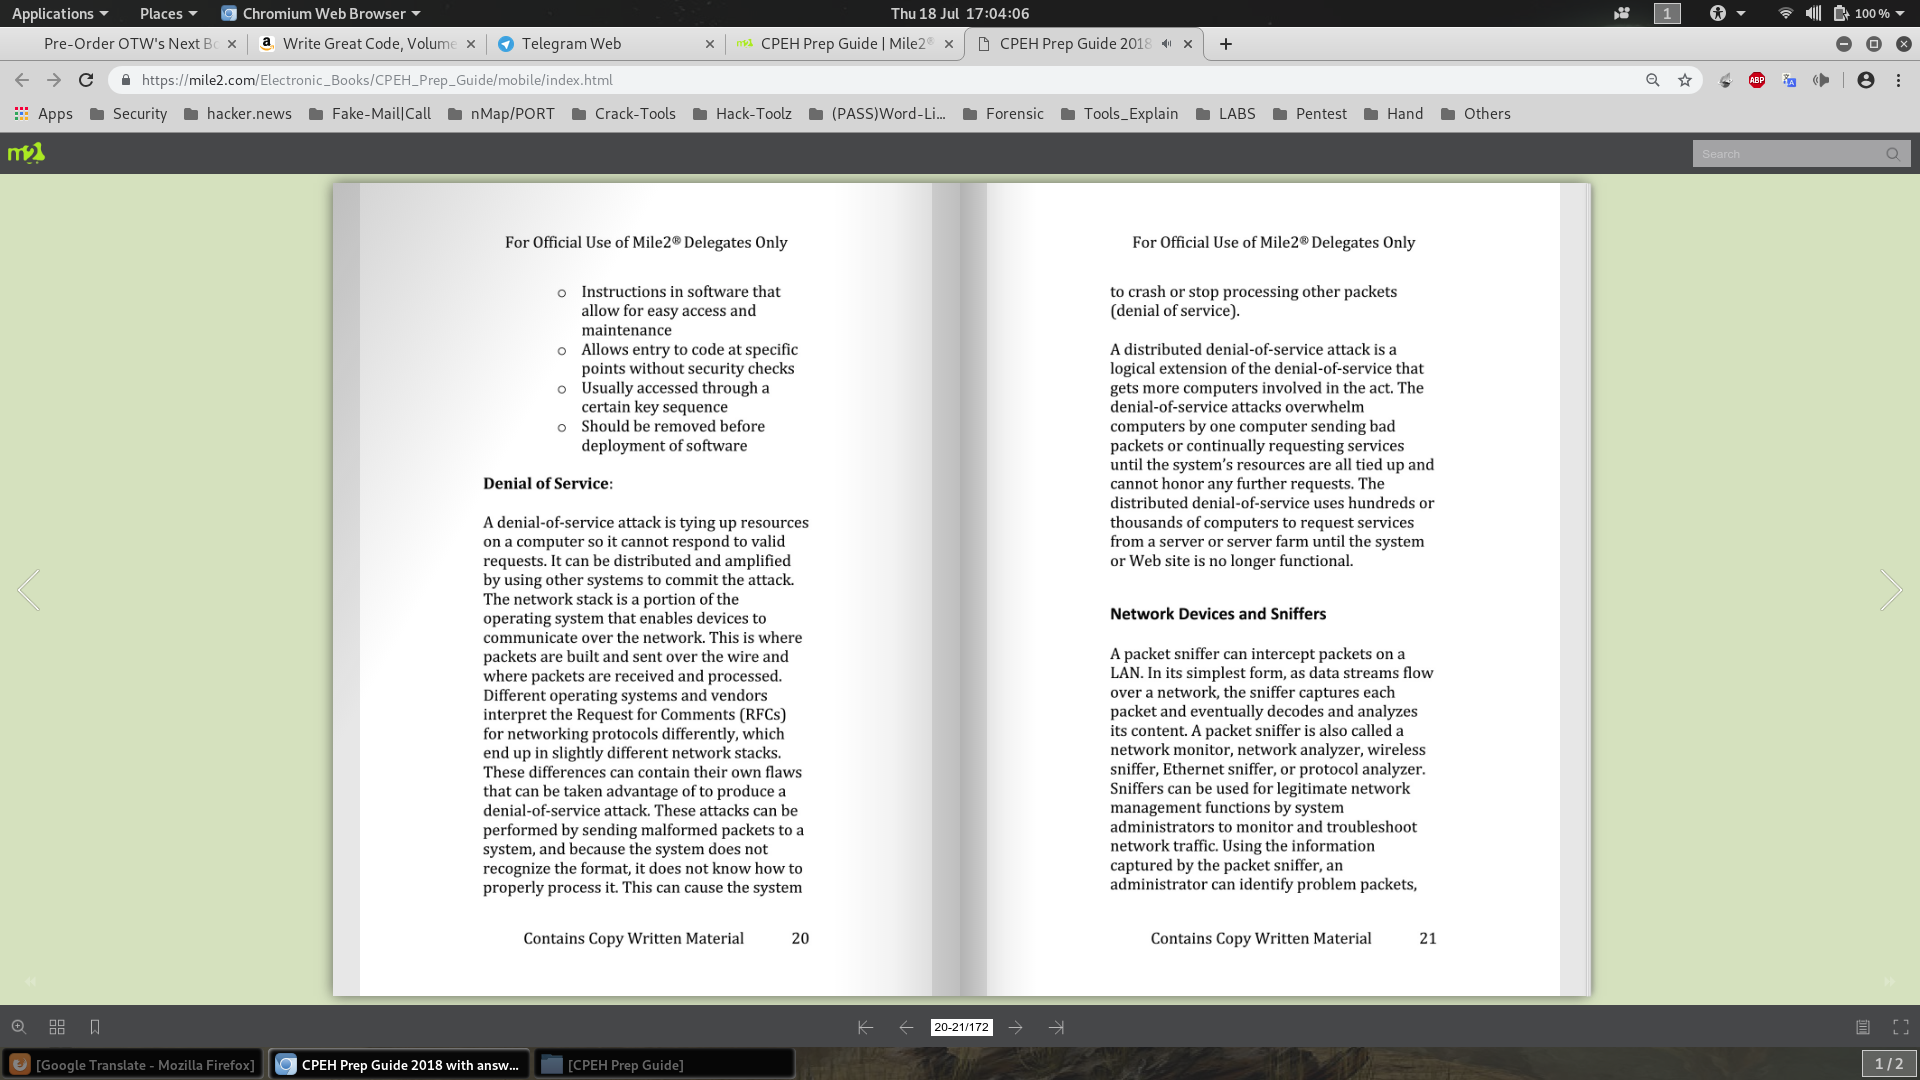 Applications
Places
Chromium Web Browser
Thu 18 Jul 17:04:06
1
100 %
Pre-Order OTW's Next Bo
Write Great Code, Volume
Telegram Web
CPEH Prep Guide | Mile2®
CPEH Prep Guide 2018
https://mile2.com/Electronic_Books/CPEH_Prep_Guide/mobile/index.html
ABP
Apps
Security
hacker.news
Fake-Mail|Call
nMap/PORT
Crack-Tools
Hack-Toolz
(PASS)Word-Li...
Forensic
Tools_Explain
LABS
Pentest
Hand
Others
m2
Search
For Official Use of Mile2® Delegates Only
o Instructions in software that
allow for easy access and
maintenance
o Allows entry to code at specific
points without security checks
o Usually accessed through a
certain key sequence
o Should be removed before
deployment of software
Denial of Service:
A denial-of-service attack is tying up resources
on a computer so it cannot respond to valid
requests. It can be distributed and amplified
by using other systems to commit the attack.
The network stack is a portion of the
operating system that enables devices to
communicate over the network. This is where
packets are built and sent over the wire and
where packets are received and processed.
Different operating systems and vendors
interpret the Request for Comments (RFCs)
for networking protocols differently, which
end up in slightly different network stacks.
These differences can contain their own flaws
that can be taken advantage of to produce a
denial-of-service attack. These attacks can be
performed by sending malformed packets to a
system, and because the system does not
recognize the format, it does not know how to
properly process it. This can cause the system
Contains Copy Written Material 20
For Official Use of Mile2® Delegates Only
to crash or stop processing other packets
(denial of service).
A distributed denial-of-service attack is a
logical extension of the denial-of-service that
gets more computers involved in the act. The
denial-of-service attacks overwhelm
computers by one computer sending bad
packets or continually requesting services
until the system's resources are all tied up and
cannot honor any further requests. The
distributed denial-of-service uses hundreds or
thousands of computers to request services
from a server or server farm until the system
or Web site is no longer functional.
Network Devices and Sniffers
A packet sniffer can intercept packets on a
LAN. In its simplest form, as data streams flow
over a network, the sniffer captures each
packet and eventually decodes and analyzes
its content. A packet sniffer is also called a
network monitor, network analyzer, wireless
sniffer, Ethernet sniffer, or protocol analyzer.
Sniffers can be used for legitimate network
management functions by system
administrators to monitor and troubleshoot
network traffic. Using the information
captured by the packet sniffer, an
administrator can identify problem packets,
Contains Copy Written Material 21
20-21/172
[Google Translate - Mozilla Firefox]
CPEH Prep Guide 2018 with answ...
[CPEH Prep Guide]
1 / 2